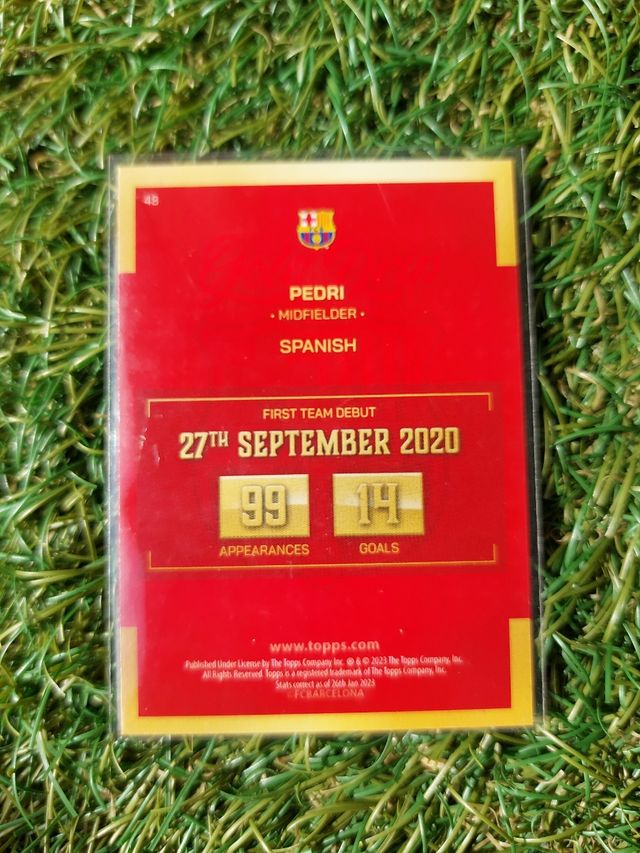 48
PEDRI
• MIDFIELDER •
SPANISH
FIRST TEAM DEBUT
27TH SEPTEMBER 2020
99 14
APPEARANCES GOALS
www.topps.com
Published Under License by The Topps Company Inc. ® & © 2023 The Topps Company, Inc.
All Rights Reserved. Topps is a registered trademark of The Topps Company, Inc.
Stats correct as of 26th Jan 2023
©FCBARCELONA